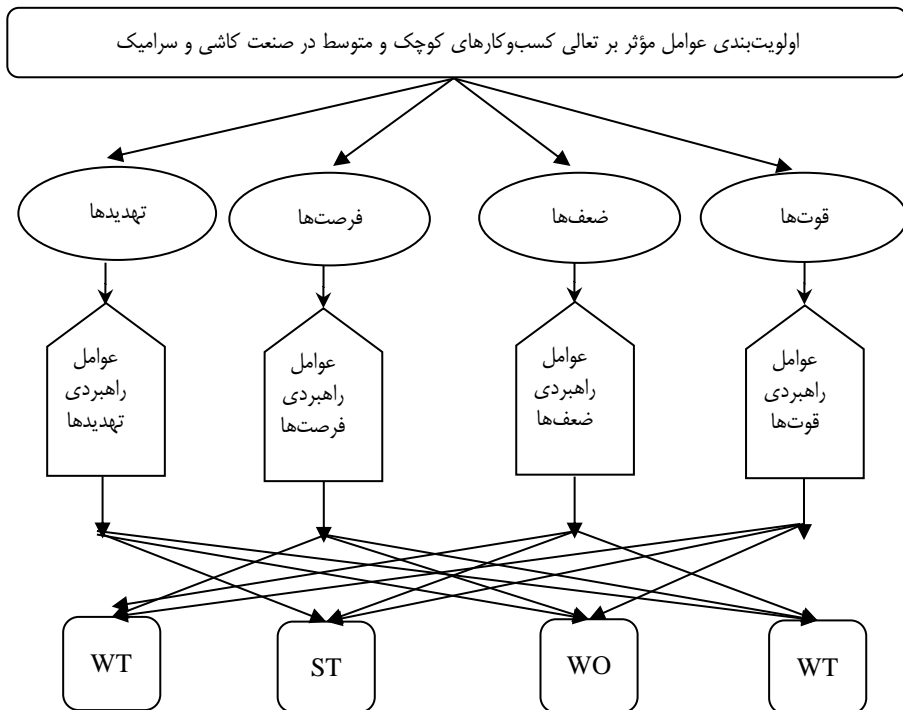 اولویت‌بندی عوامل مؤثر بر تعالی کسب‌وکارهای کوچک و متوسط در صنعت کاشی و سرامیک
قوت‌ها
ضعف‌ها
فرصت‌ها
تهدیدها
عوامل
راهبردی
قوت‌ها
عوامل
راهبردی
ضعف‌ها
عوامل
راهبردی
فرصت‌ها
عوامل
راهبردی
تهدیدها
WT
WO
ST
WT